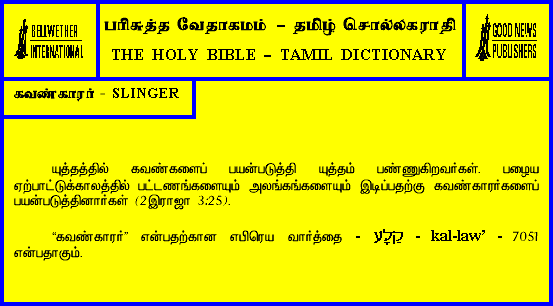 BELLWETHER
INTERNATIONAL
பரிசுத்த வேதாகமம் – தமிழ் சொல்லகராதி
THE HOLY BIBLE – TAMIL DICTIONARY
GOOD NEWS
PUBLISHERS
கவண்காரர் - SLINGER
யுத்தத்தில் கவண்களைப் பயன்படுத்தி யுத்தம் பண்ணுகிறவர்கள். பழைய
ஏற்பாட்டுக்காலத்தில் பட்டணங்களையும் அலங்கங்களையும் இடிப்பதற்கு கவண்காரர்களைப்
பயன்படுத்தினார்கள் (2இராஜா 3:25).
“கவண்காரர்” என்பதற்கான எபிரெய வார்த்தை - קַלָּע - kal-law’ - 7051
என்பதாகும்.